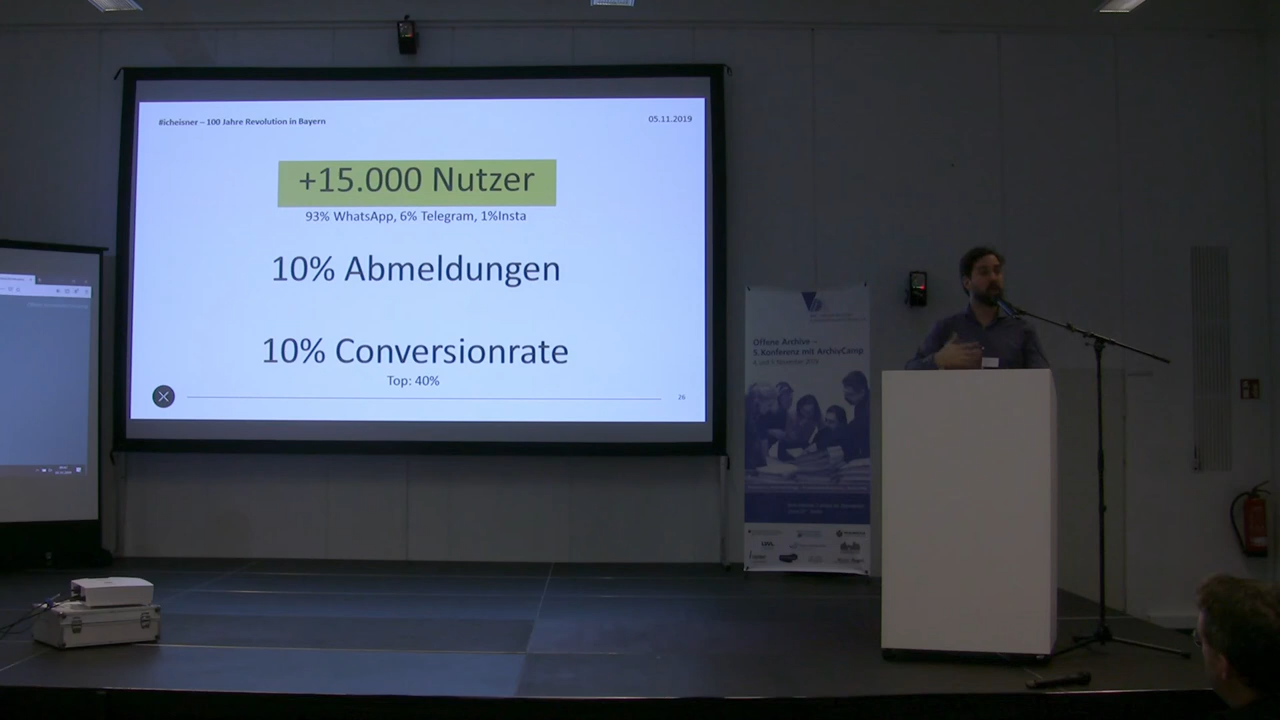 #icheisner – 100 Jahre Revolution in Bayern
05.11.2019
+15.000 Nutzer
93% WhatsApp, 6% Telegram, 1%Insta
10% Abmeldungen
10% Conversionrate
Top: 40%
26
Offene Archive –
5. Konferenz mit ArchivCamp